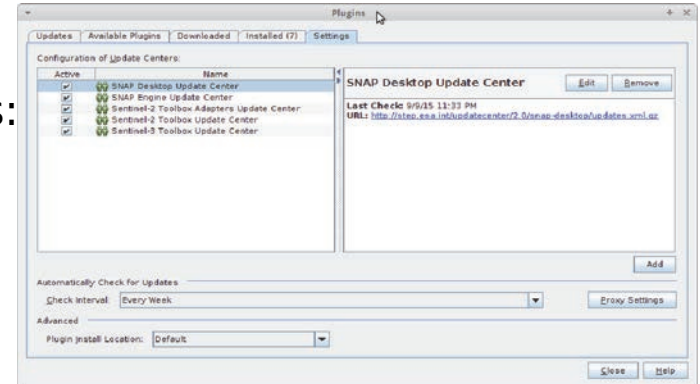 Plugins
Updates Available Plugins Downloaded Installed (7) Settings
Configuration of Update Centers:
Active Name
SNAP Desktop Update Center
SNAP Engine Update Center
Sentinel-2 Toolbox Adapters Update Center
Sentinel-2 Toolbox Update Center
Sentinel-3 Toolbox Update Center
SNAP Desktop Update Center Edit Remove
Last Check: 9/9/15 11:33 PM
URL: http://step.esa.int/updatecenter/2.0/snap-desktop/updates.xml.gz
Add
Automatically Check for Updates
Check Interval: Every Week Proxy Settings
Advanced
Plugin Install Location: Default
Close Help
s: